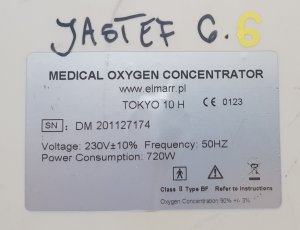 JASTEF C. 6
MEDICAL OXYGEN CONCENTRATOR
www.elmarr.pl
TOKYO 10 H CE 0123
SN: DM 201127174
Voltage: 230V±10% Frequency: 50HZ
Power Consumption: 720W
Class II Type BF Refer to instructions
Oxygen Concentration 90% +/- 3%